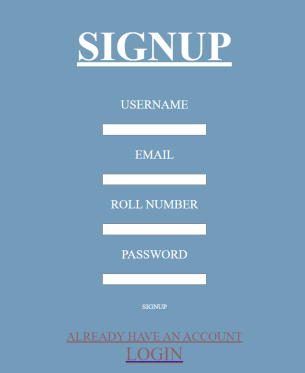 SIGNUP
USERNAME
EMAIL
ROLL NUMBER
PASSWORD
SIGNUP
ALREADY HAVE AN ACCOUNT
LOGIN